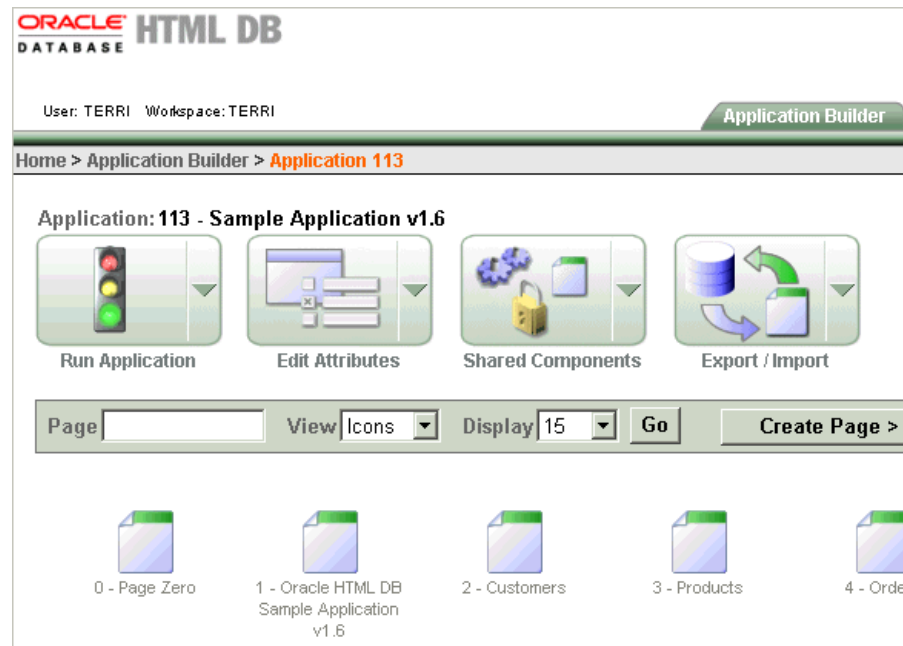 ORACLE HTML DB
DATABASE
User: TERRI Workspace: TERRI
Application Builder
Home > Application Builder > Application 113
Application: 113 - Sample Application v1.6
Run Application Edit Attributes Shared Components Export / Import
Page View Icons Display 15 Go Create Page >
0 - Page Zero 1 - Oracle HTML DB 2 - Customers 3 - Products 4 - Orde
Sample Application
v1.6